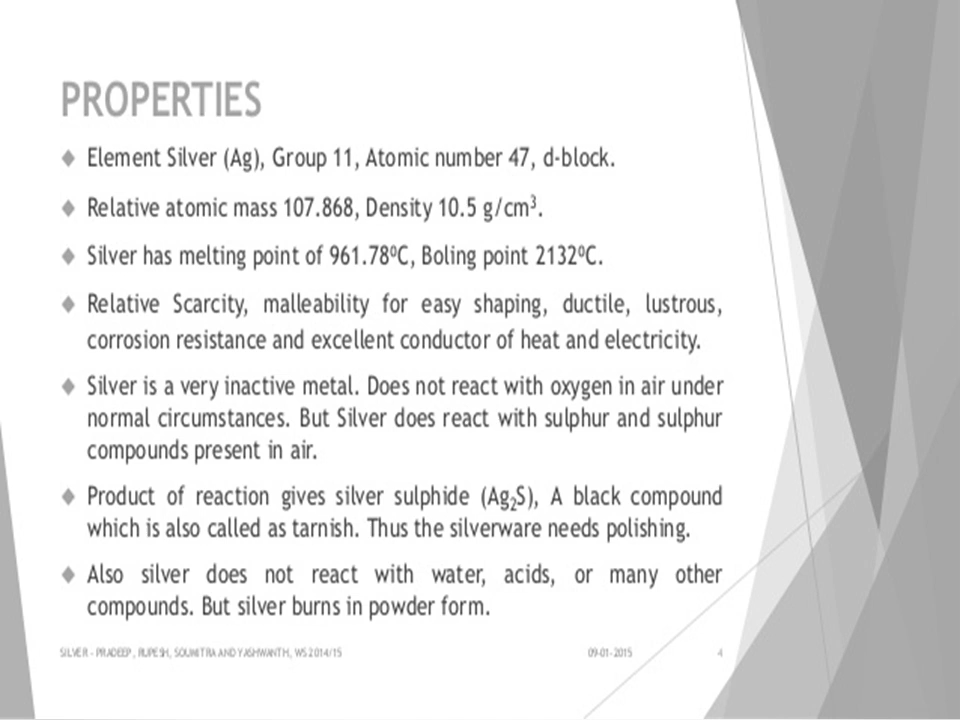 PROPERTIES
♦ Element Silver (Ag), Group 11, Atomic number 47, d-block.
♦ Relative atomic mass 107.868, Density 10.5 g/cm³.
♦ Silver has melting point of 961.78⁰C, Boling point 2132⁰C.
♦ Relative Scarcity, malleability for easy shaping, ductile, lustrous,
corrosion resistance and excellent conductor of heat and electricity.
♦ Silver is a very inactive metal. Does not react with oxygen in air under
normal circumstances. But Silver does react with sulphur and sulphur
compounds present in air.
♦ Product of reaction gives silver sulphide (Ag₂S), A black compound
which is also called as tarnish. Thus the silverware needs polishing.
♦ Also silver does not react with water, acids, or many other
compounds. But silver burns in powder form.
SILVER - PRADEEP, RUPESH, SOUMITRA AND YASHWANTH, WS 2014/15 09-01-2015 4